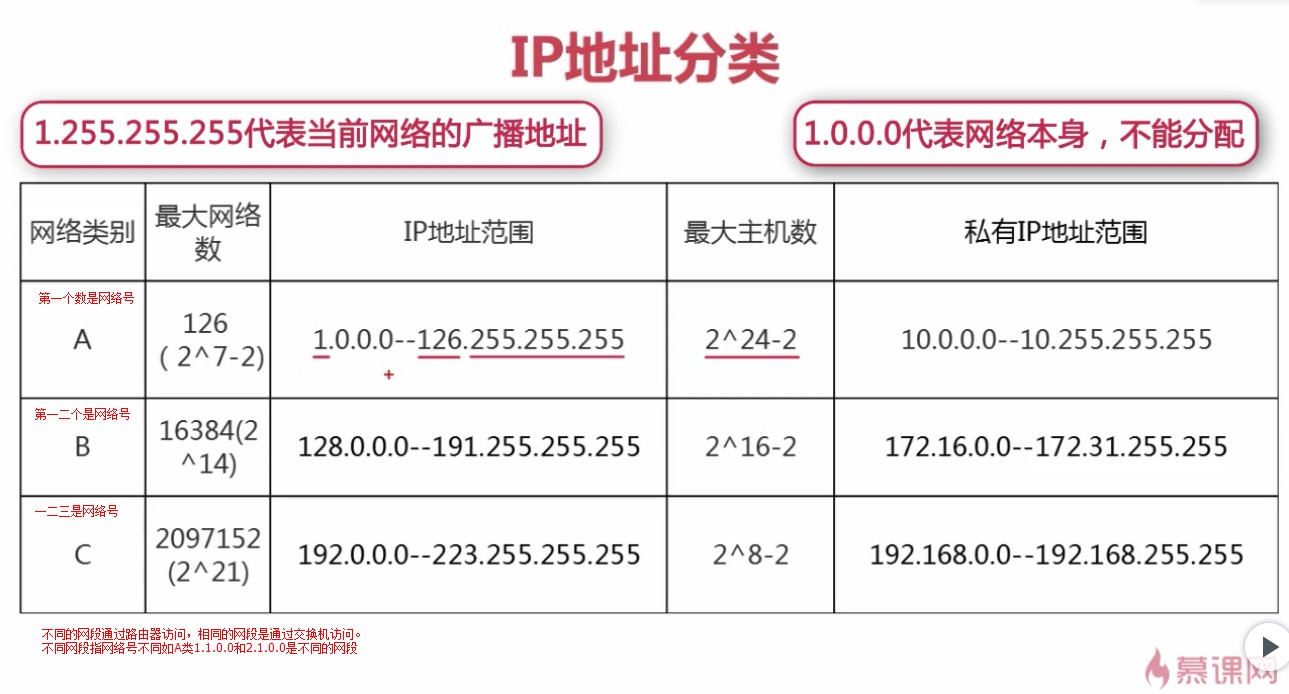 IP地址分类
1.255.255.255代表当前网络的广播地址
1.0.0.0代表网络本身，不能分配
网络类别
最大网络
数
IP地址范围
最大主机数
私有IP地址范围
第一个数是网络号
A
126
( 2^7-2)
1.0.0.0--126.255.255.255
2^24-2
10.0.0.0--10.255.255.255
第一二个是网络号
B
16384(2
^14)
128.0.0.0--191.255.255.255
2^16-2
172.16.0.0--172.31.255.255
一二三是网络号
C
2097152
(2^21)
192.0.0.0--223.255.255.255
2^8-2
192.168.0.0--192.168.255.255
不同的网段通过路由器访问，相同的网段是通过交换机访问。
不同网段指网络号不同如A类1.1.0.0和2.1.0.0是不同的网段
慕课网